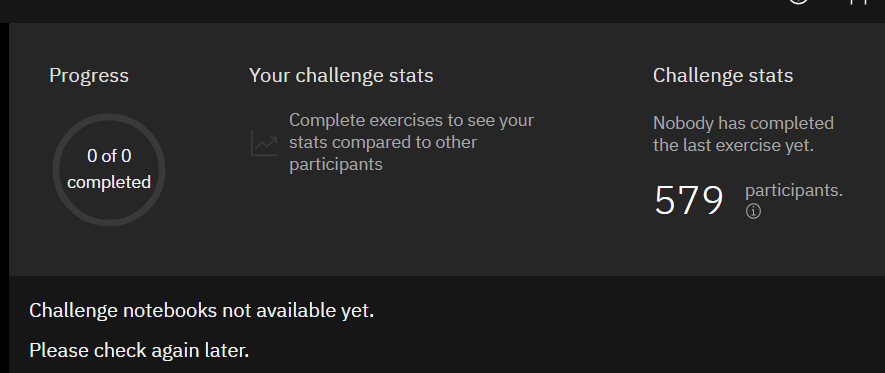 Progress
0 of 0
completed
Your challenge stats
Complete exercises to see your
stats compared to other
participants
Challenge stats
Nobody has completed
the last exercise yet.
579
participants.
Challenge notebooks not available yet.
Please check again later.